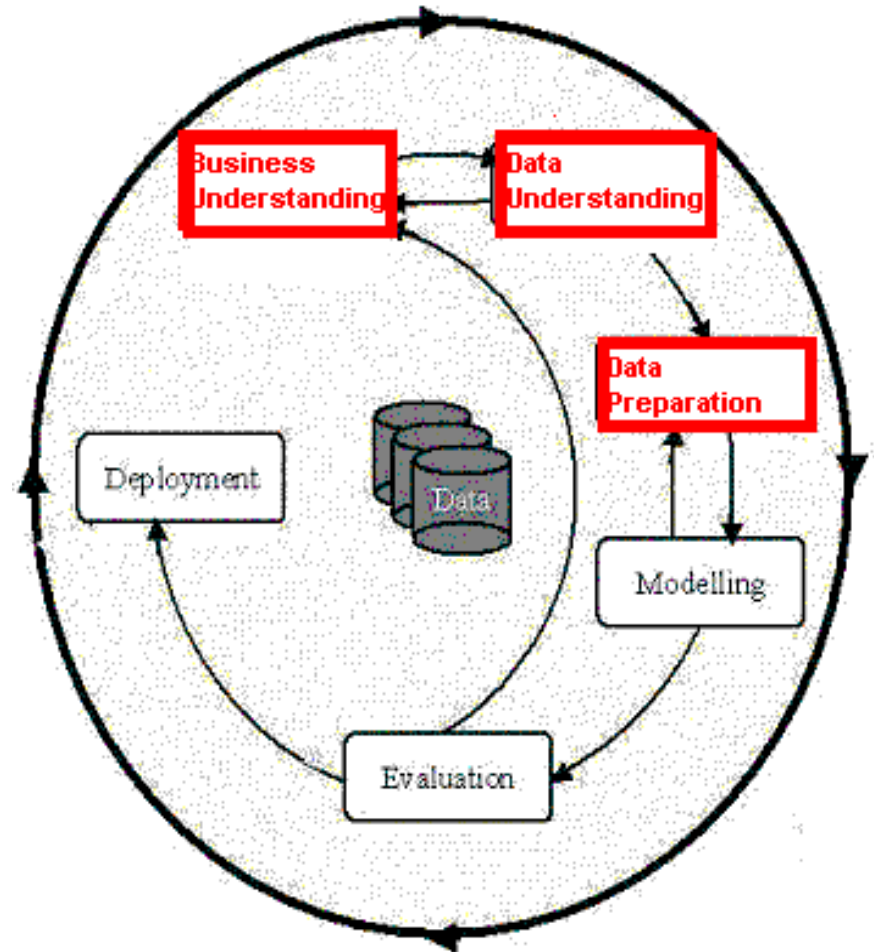 Business
Understanding
Data
Understanding
Data
Preparation
Deployment
Data
Modelling
Evaluation